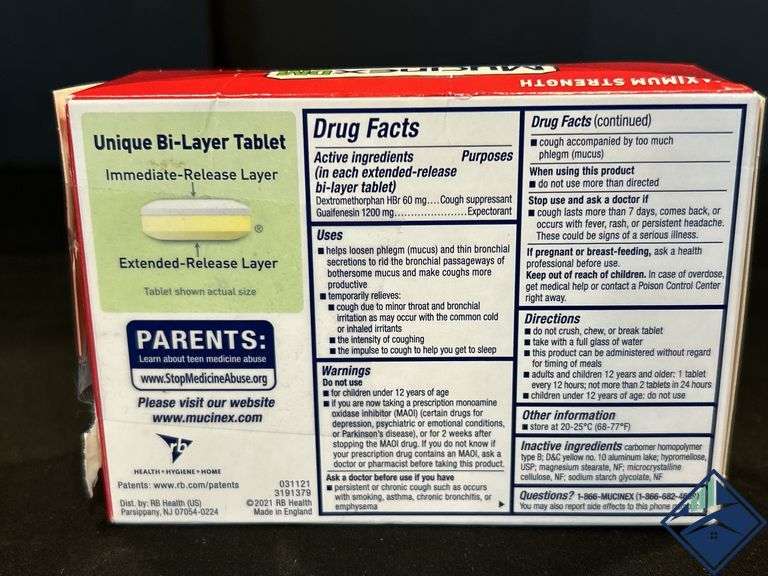 Mucinex DM
MAXIMUM STRENGTH
Unique Bi-Layer Tablet
Immediate-Release Layer
®
Extended-Release Layer
Tablet shown actual size
PARENTS:
Learn about teen medicine abuse
www.StopMedicineAbuse.org
Please visit our website
www.mucinex.com
rb
HEALTH • HYGIENE • HOME
Patents: www.rb.com/patents
Dist. by: RB Health (US)
Parsippany, NJ 07054-0224
031121
3191379
©2021 RB Health
Made in England
Drug Facts
Active ingredients Purposes
(in each extended-release
bi-layer tablet)
Dextromethorphan HBr 60 mg....Cough suppressant
Guaifenesin 1200 mg......................Expectorant
Uses
■ helps loosen phlegm (mucus) and thin bronchial
secretions to rid the bronchial passageways of
bothersome mucus and make coughs more
productive
■ temporarily relieves:
■ cough due to minor throat and bronchial
irritation as may occur with the common cold
or inhaled irritants
■ the intensity of coughing
■ the impulse to cough to help you get to sleep
Warnings
Do not use
■ for children under 12 years of age
■ if you are now taking a prescription monoamine
oxidase inhibitor (MAOI) (certain drugs for
depression, psychiatric or emotional conditions,
or Parkinson's disease), or for 2 weeks after
stopping the MAOI drug. If you do not know if
your prescription drug contains an MAOI, ask a
doctor or pharmacist before taking this product.
Ask a doctor before use if you have
■ persistent or chronic cough such as occurs
with smoking, asthma, chronic bronchitis, or
emphysema
Drug Facts (continued)
■ cough accompanied by too much
phlegm (mucus)
When using this product
■ do not use more than directed
Stop use and ask a doctor if
■ cough lasts more than 7 days, comes back, or
occurs with fever, rash, or persistent headache.
These could be signs of a serious illness.
If pregnant or breast-feeding, ask a health
professional before use.
Keep out of reach of children. In case of overdose,
get medical help or contact a Poison Control Center
right away.
Directions
■ do not crush, chew, or break tablet
■ take with a full glass of water
■ this product can be administered without regard
for timing of meals
■ adults and children 12 years and older: 1 tablet
every 12 hours; not more than 2 tablets in 24 hours
■ children under 12 years of age: do not use
Other information
■ store at 20-25°C (68-77°F)
Inactive ingredients carbomer homopolymer
type B; D&C yellow no. 10 aluminum lake; hypromellose,
USP; magnesium stearate, NF; microcrystalline
cellulose, NF; sodium starch glycolate, NF
Questions? 1-866-MUCINEX
You may also report side effects to this phone